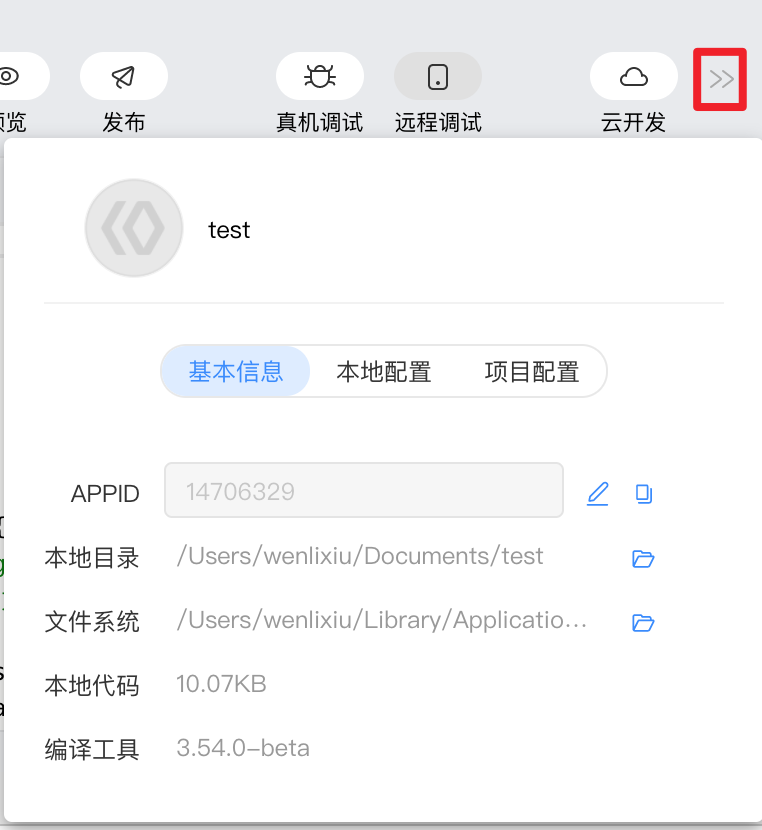 览
发布
真机调试
远程调试
云开发
test
基本信息
本地配置
项目配置
APPID
14706329
本地目录
/Users/wenlixiu/Documents/test
文件系统
/Users/wenlixiu/Library/Applicatio...
本地代码
10.07KB
编译工具
3.54.0-beta